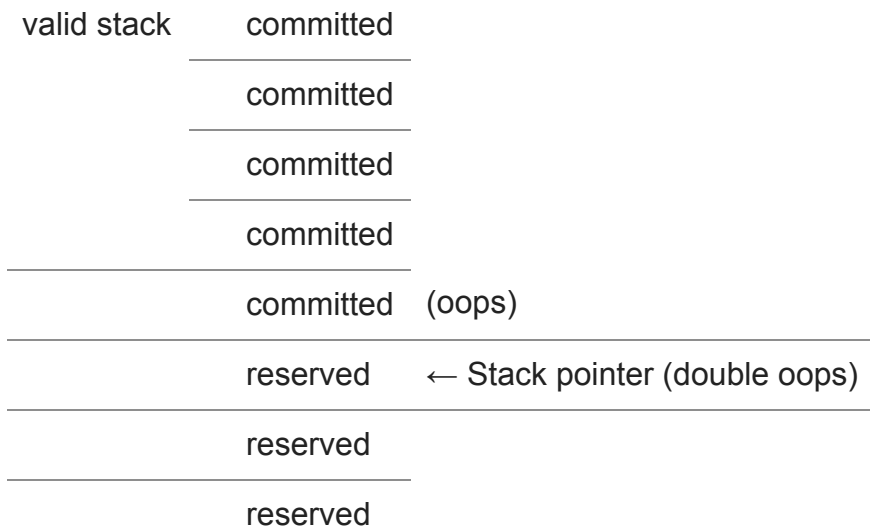 valid stack committed
committed
committed
committed
committed (oops)
reserved ← Stack pointer (double oops)
reserved
reserved